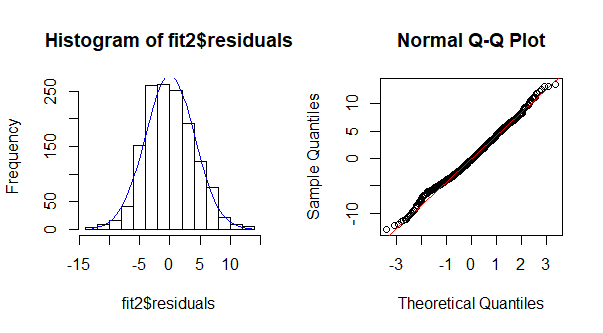 Histogram of fit2$residuals
Frequency
0 50 150 250
-15 -5 0 5 10
fit2$residuals
Normal Q-Q Plot
Sample Quantiles
-10 0 5 10
-3 -1 0 1 2 3
Theoretical Quantiles